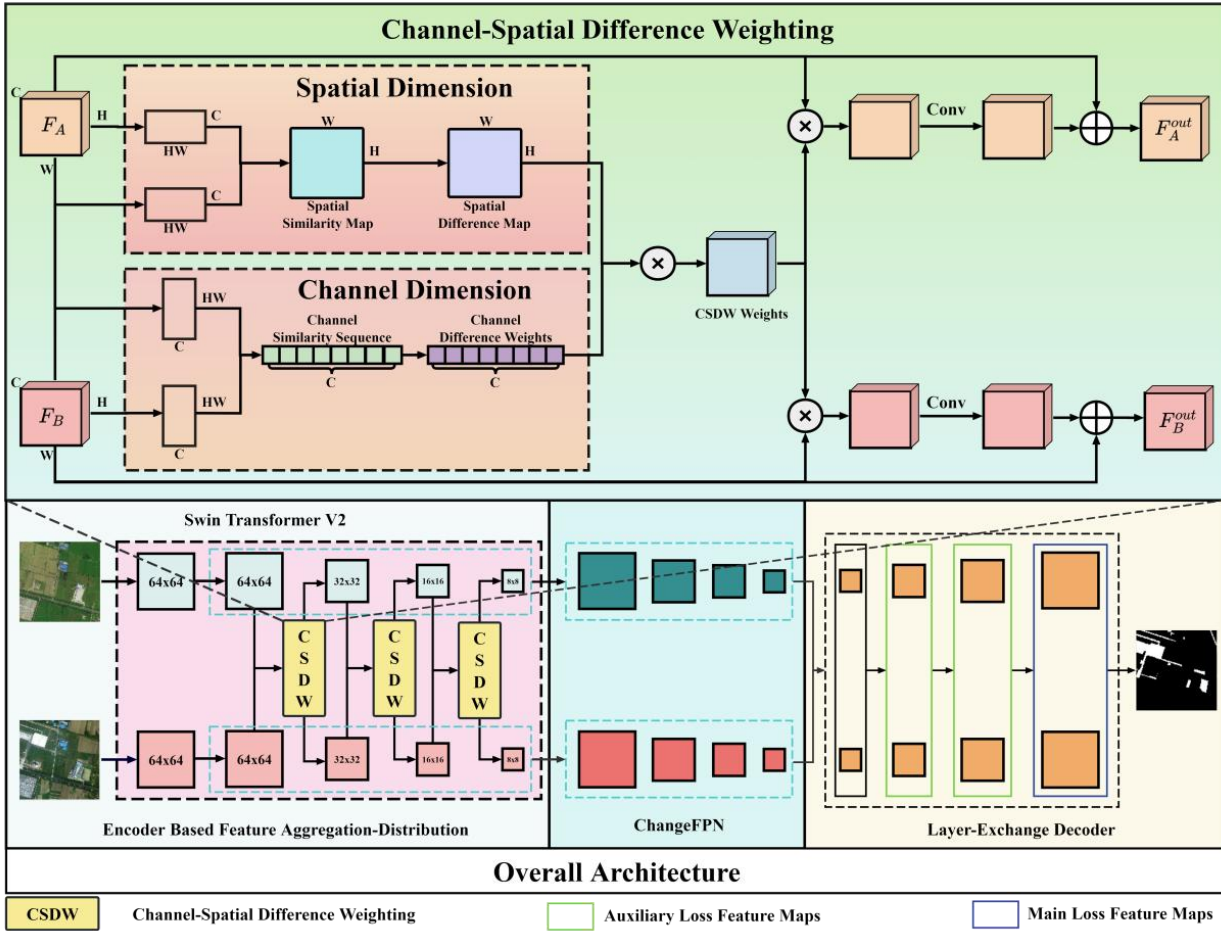 Channel-Spatial Difference Weighting
Spatial Dimension
C
F_A
H
W
C
HW
C
HW
W
H
Spatial
Similarity Map
W
H
Spatial
Difference Map
Channel Dimension
HW
C
HW
C
Channel
Similarity Sequence
C
Channel
Difference Weights
C
C
F_B
H
W
×
CSDW Weights
×
Conv
F_A^out
×
Conv
F_B^out
Swin Transformer V2
64x64
64x64
32x32
16x16
8x8
CSDW
CSDW
CSDW
64x64
64x64
32x32
16x16
8x8
Encoder Based Feature Aggregation-Distribution
ChangeFPN
Layer-Exchange Decoder
Overall Architecture
CSDW
Channel-Spatial Difference Weighting
Auxiliary Loss Feature Maps
Main Loss Feature Maps